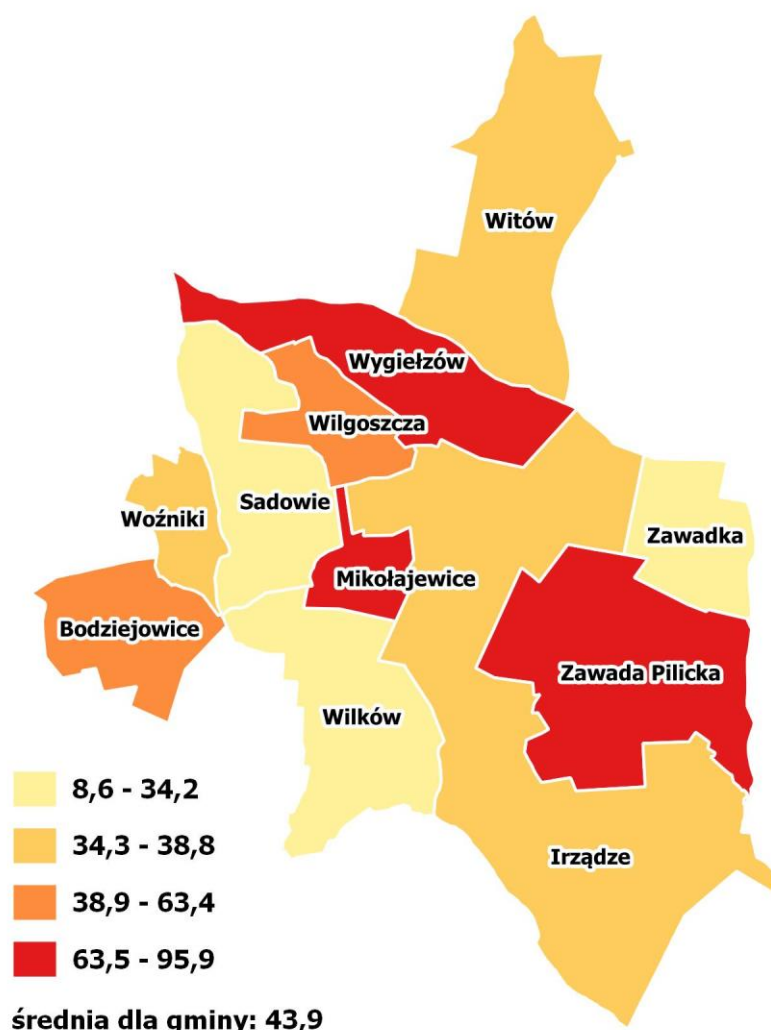 Witów
Wygiełzów
Wilgoszcza
Sadowie
Woźniki
Zawadka
Mikołajewice
Bodziejowice
Zawada Pilicka
Wilków
Irządze
8,6 - 34,2
34,3 - 38,8
38,9 - 63,4
63,5 - 95,9
średnia dla gminy: 43,9